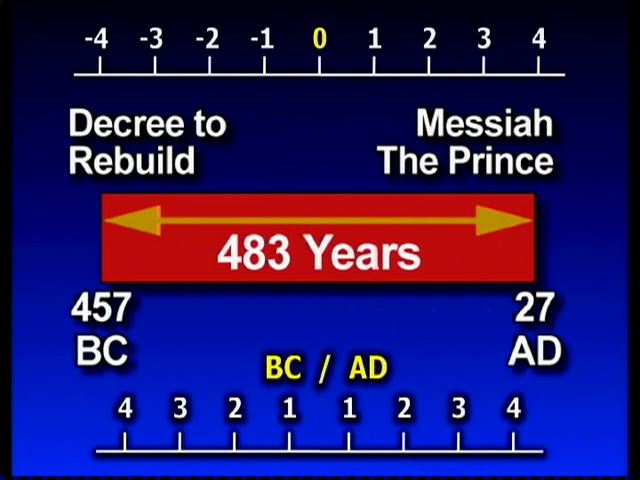 -4 -3 -2 -1 0 1 2 3 4
Decree to
Rebuild
Messiah
The Prince
483 Years
457
BC
27
AD
BC / AD
4 3 2 1 1 2 3 4